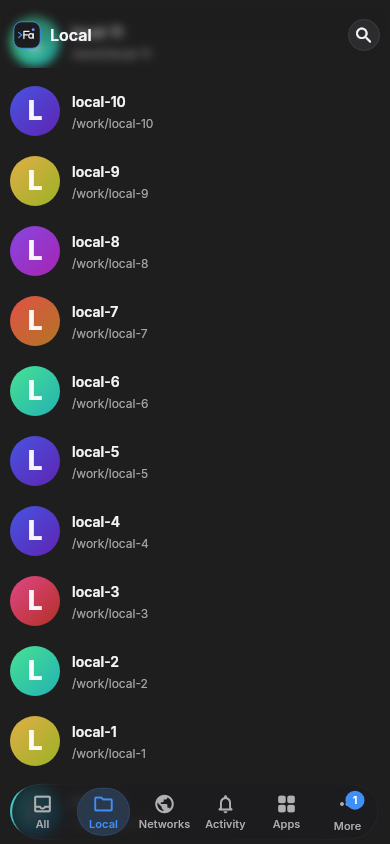 Fa
Local
L
local-10
/work/local-10
L
local-9
/work/local-9
L
local-8
/work/local-8
L
local-7
/work/local-7
L
local-6
/work/local-6
L
local-5
/work/local-5
L
local-4
/work/local-4
L
local-3
/work/local-3
L
local-2
/work/local-2
L
local-1
/work/local-1
1
All
Local
Networks
Activity
Apps
More